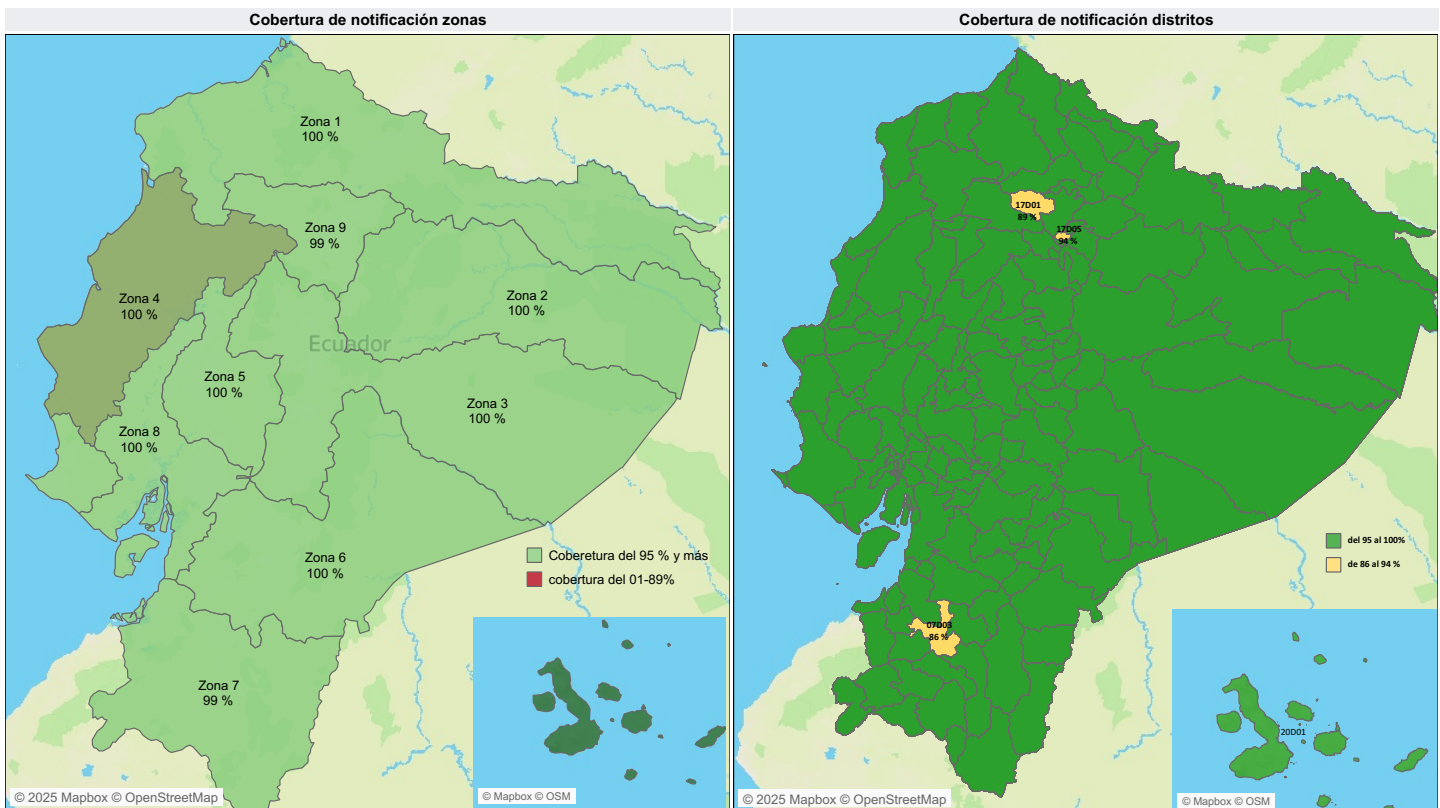 Cobertura de notificación zonas
Zona 1
100 %
Zona 9
99 %
Zona 4
100 %
Zona 2
100 %
Ecuador
Zona 5
100 %
Zona 3
100 %
Zona 8
100 %
Zona 6
100 %
Coberetura del 95 % y más
cobertura del 01-89%
Zona 7
99 %
© 2025 Mapbox © OpenStreetMap
© Mapbox © OSM
Cobertura de notificación distritos
17D01
89 %
17D05
94 %
del 95 al 100%
de 86 al 94 %
07D03
86 %
20D01
© 2025 Mapbox © OpenStreetMap
© Mapbox © OSM